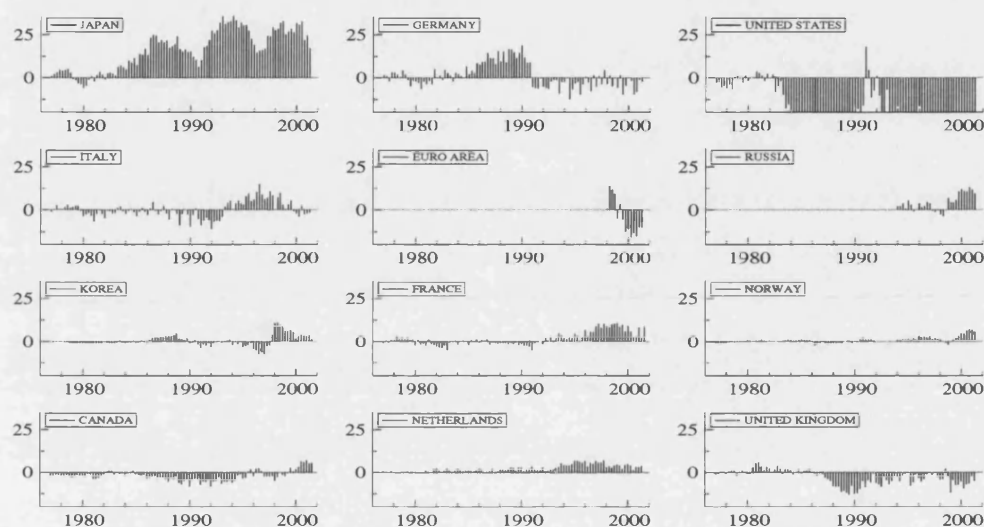 JAPAN GERMANY UNITED STATES
25 25 25
0 0 0
1980 1990 2000 1980 1990 2000 1980 1990 2000
ITALY EURO AREA RUSSIA
25 25 25
0 0 0
1980 1990 2000 1980 1990 2000 1980 1990 2000
KOREA FRANCE NORWAY
25 25 25
0 0 0
1980 1990 2000 1980 1990 2000 1980 1990 2000
CANADA NETHERLANDS UNITED KINGDOM
25 25 25
0 0 0
1980 1990 2000 1980 1990 2000 1980 1990 2000